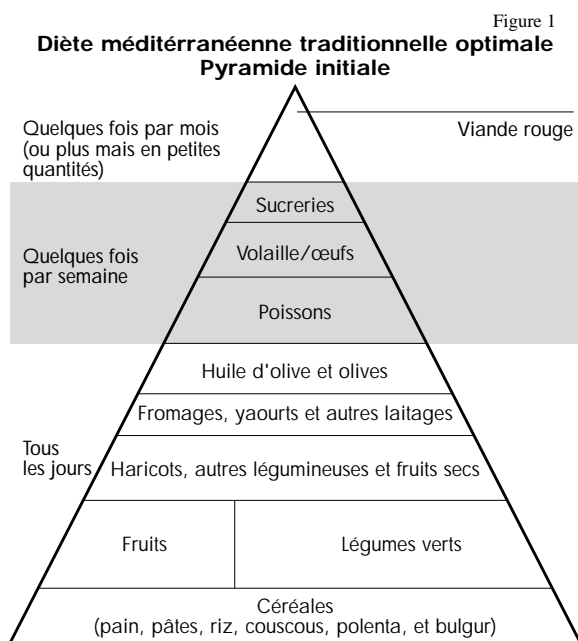 Figure 1
Diète méditérranéenne traditionnelle optimale
Pyramide initiale
Quelques fois par mois
(ou plus mais en petites
quantités)
Viande rouge
Sucreries
Quelques fois
par semaine
Volaille/œufs
Poissons
Huile d'olive et olives
Fromages, yaourts et autres laitages
Tous
les jours
Haricots, autres légumineuses et fruits secs
Fruits
Légumes verts
Céréales
(pain, pâtes, riz, couscous, polenta, et bulgur)